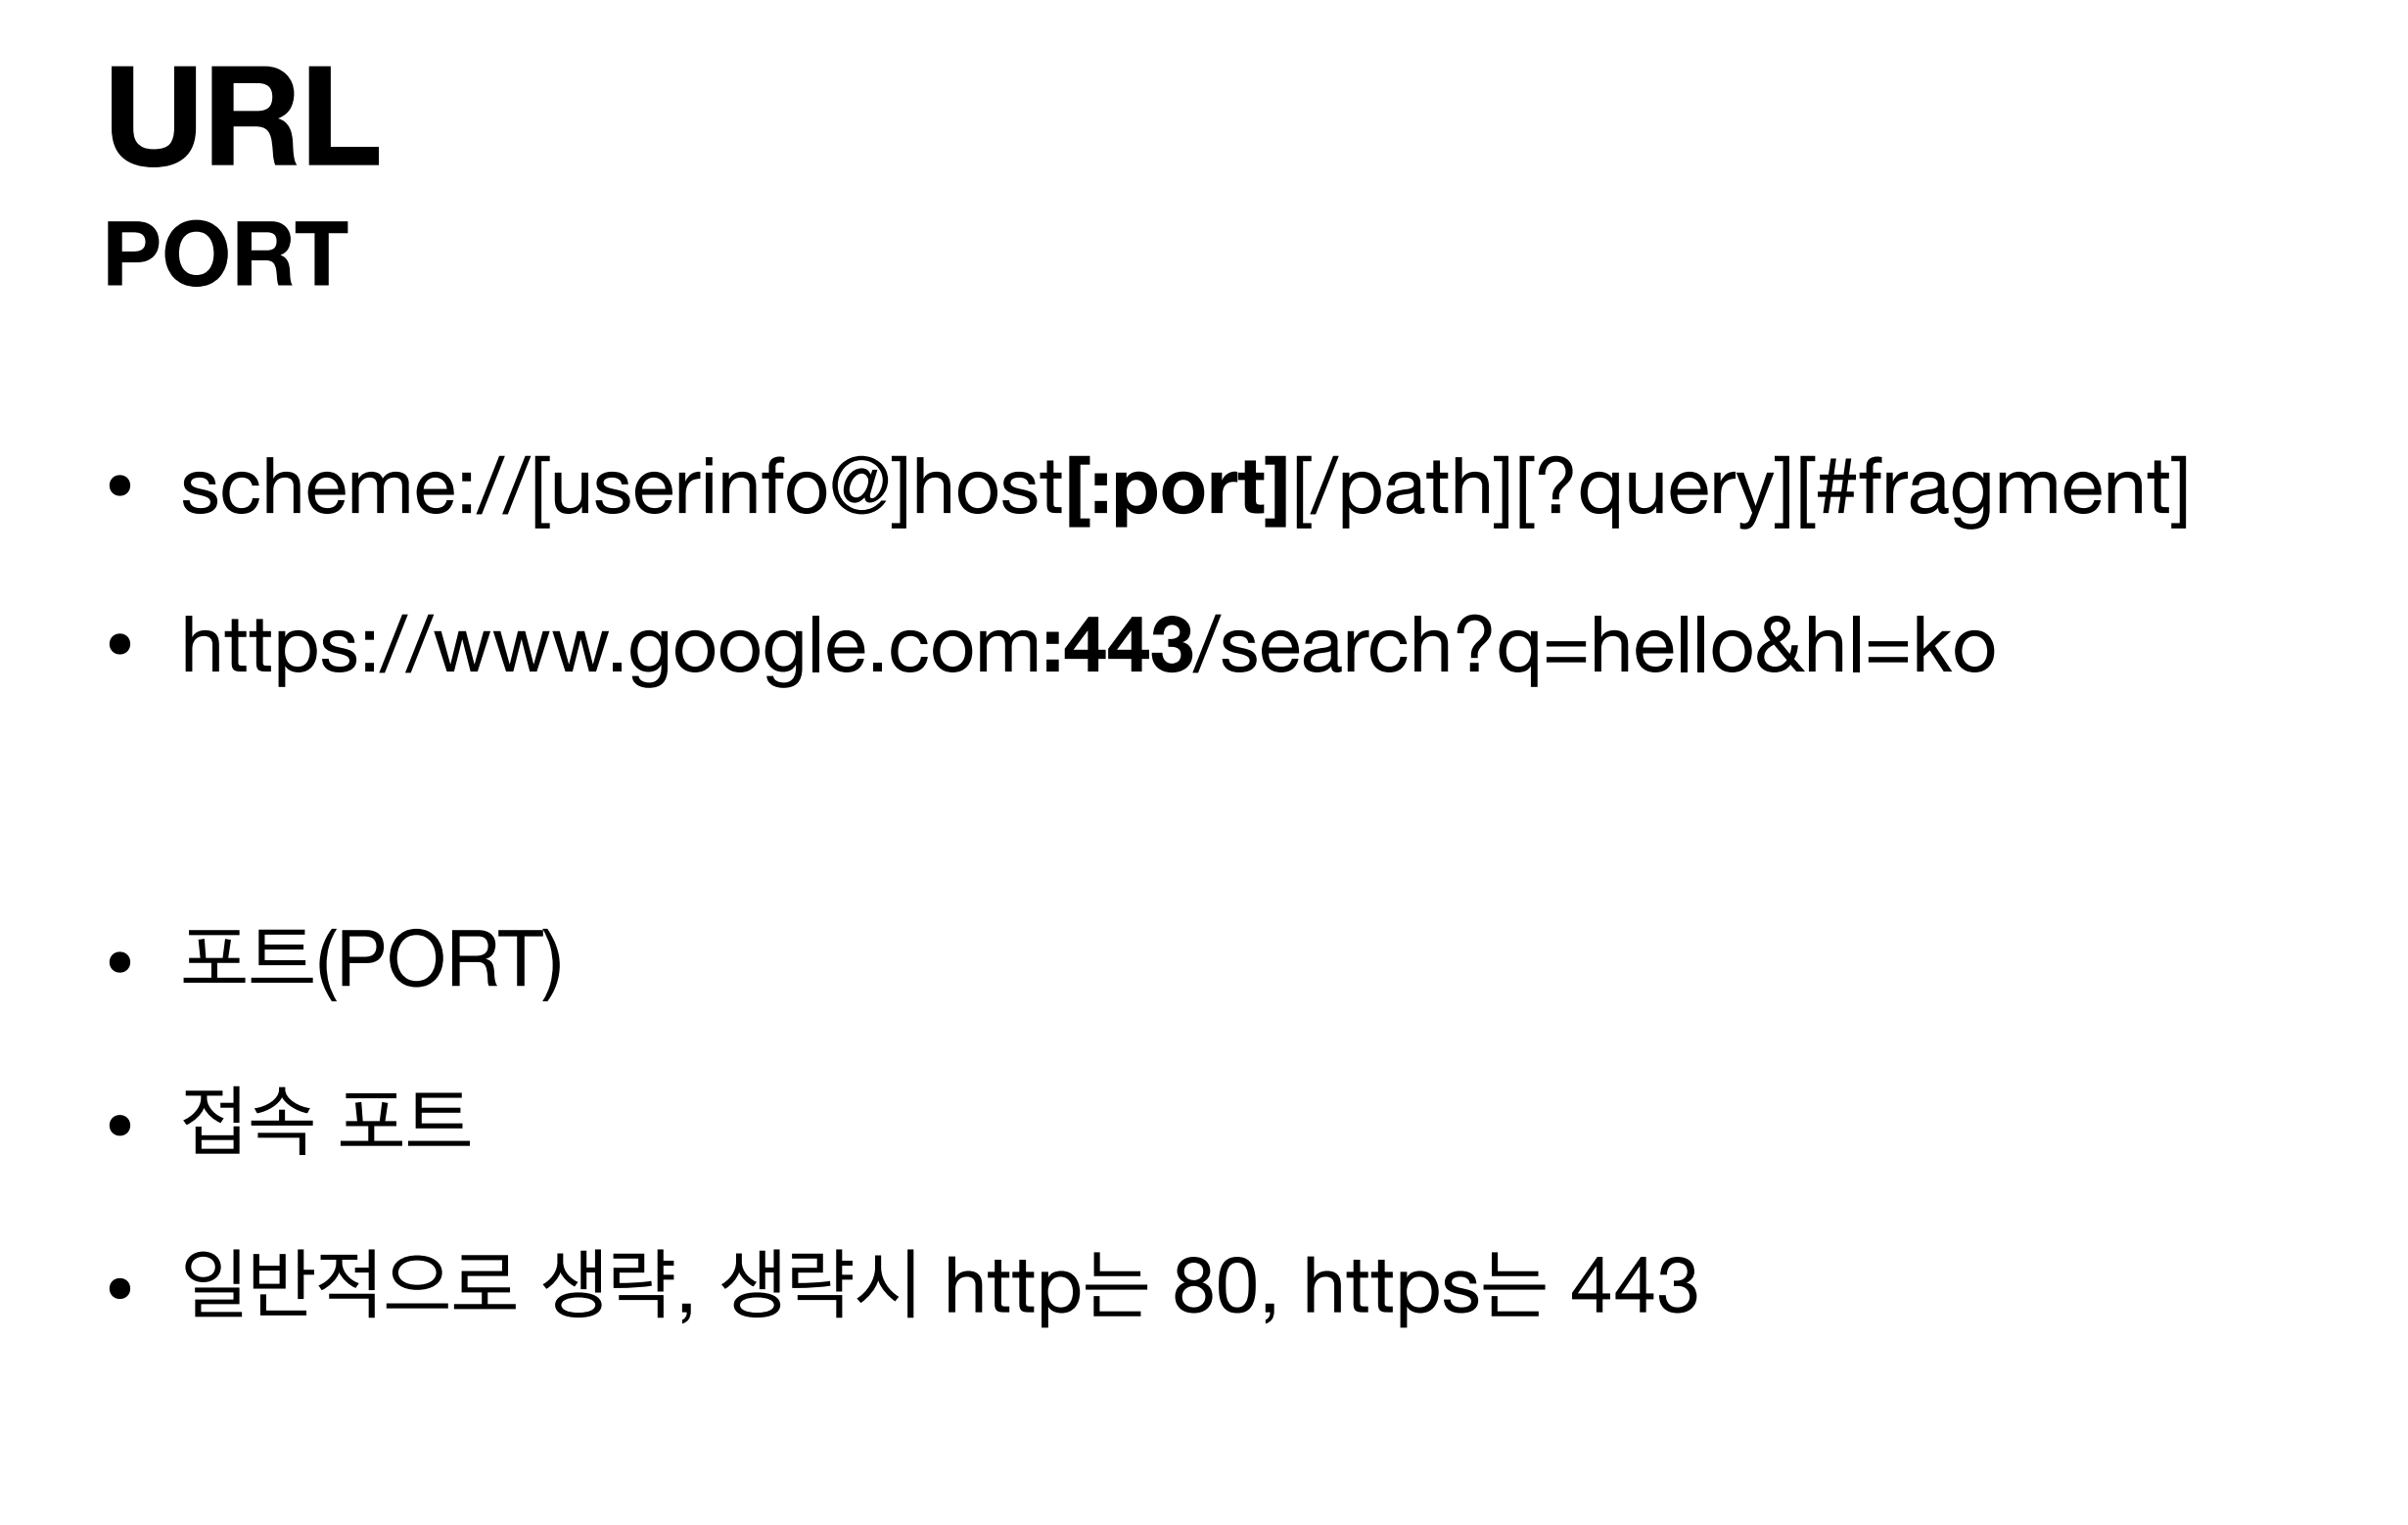 URL
PORT
• scheme://[userinfo@]host[:port][/path][?query][#fragment]
• https://www.google.com:443/search?q=hello&hl=ko
• 포트(PORT)
• 접속 포트
• 일반적으로 생략, 생략시 http는 80, https는 443